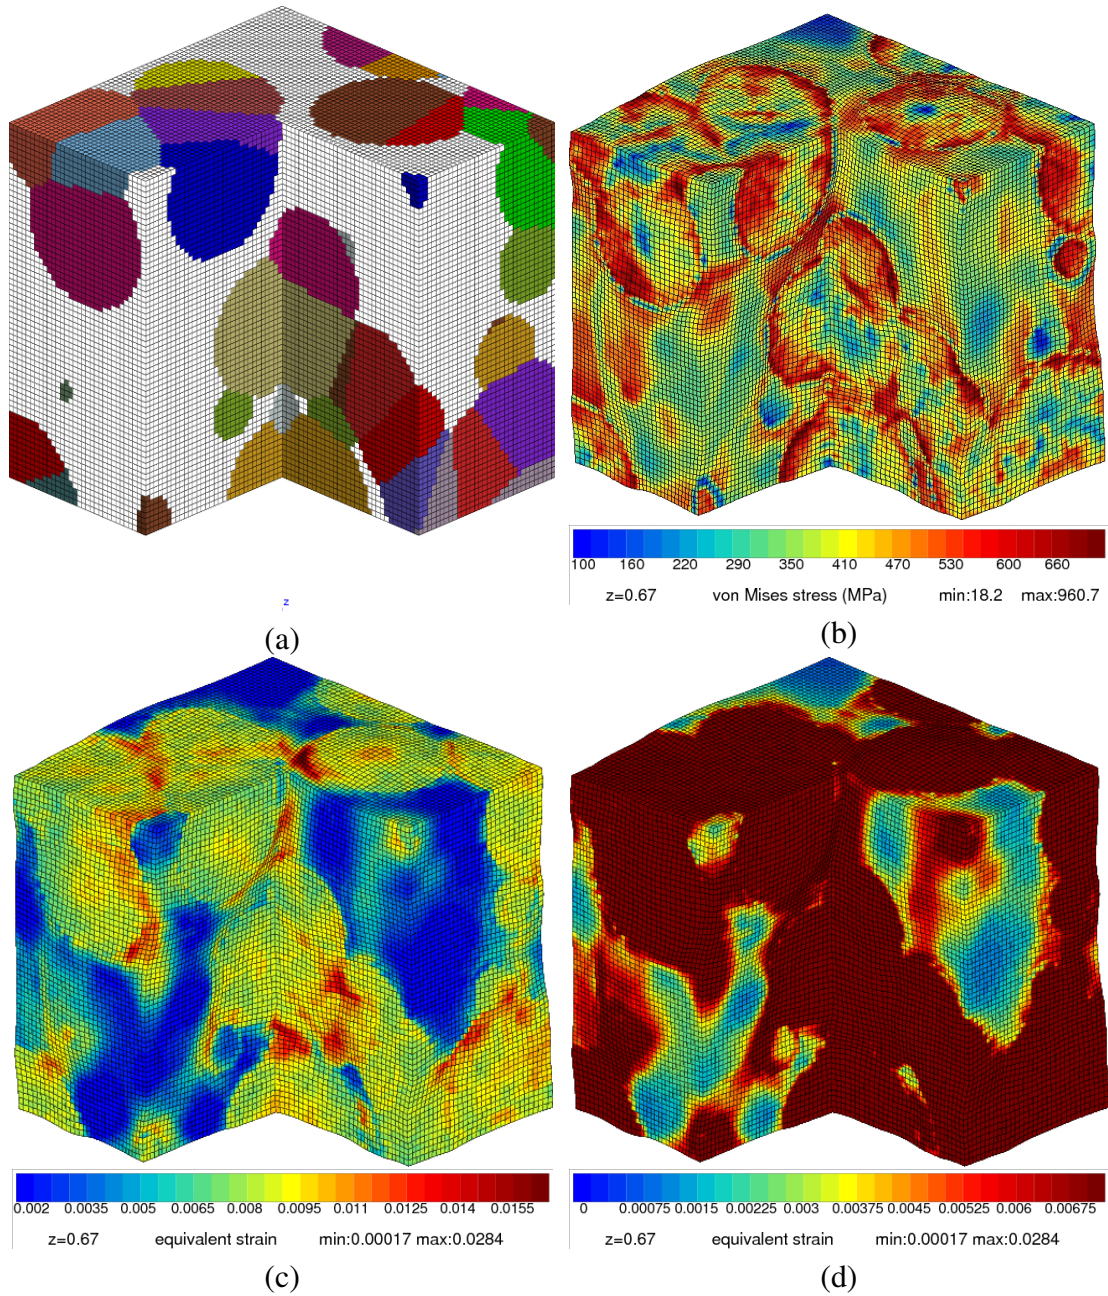 z
(a)
100 160 220 290 350 410 470 530 600 660
z=0.67 von Mises stress (MPa) min:18.2 max:960.7
(b)
0.002 0.0035 0.005 0.0065 0.008 0.0095 0.011 0.0125 0.014 0.0155
z=0.67 equivalent strain min:0.00017 max:0.0284
(c)
0 0.00075 0.0015 0.00225 0.003 0.00375 0.0045 0.00525 0.006 0.00675
z=0.67 equivalent strain min:0.00017 max:0.0284
(d)